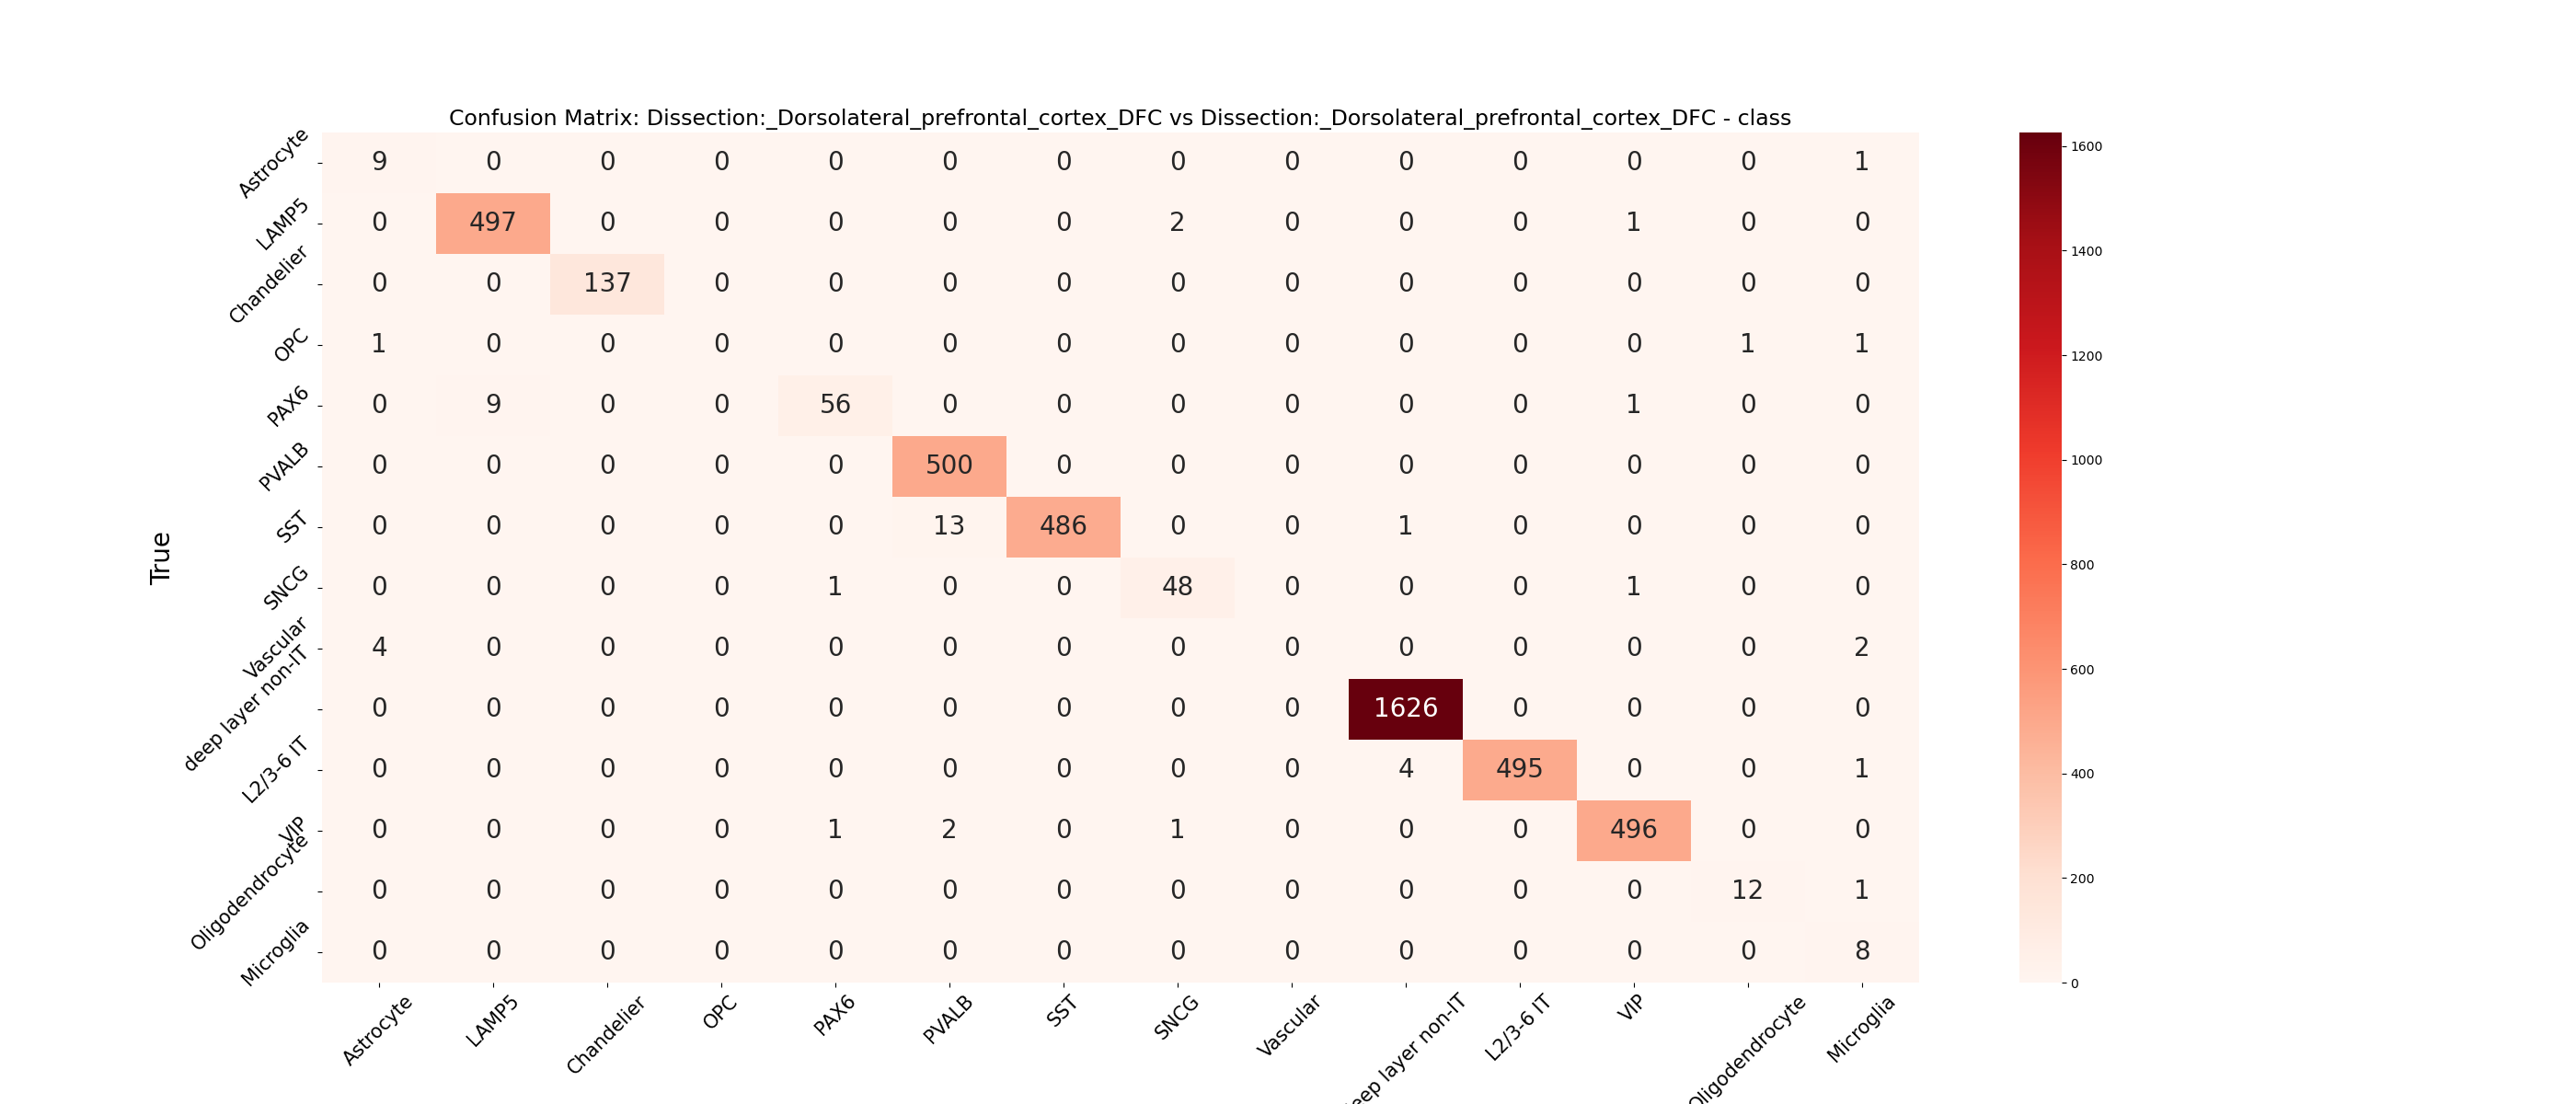 Confusion Matrix: Dissection:_Dorsolateral_prefrontal_cortex_DFC vs Dissection:_Dorsolateral_prefrontal_cortex_DFC - class
Astrocyte 9 0 0 0 0 0 0 0 0 0 0 0 0 1
LAMP5 0 497 0 0 0 0 0 2 0 0 0 1 0 0
Chandelier 0 0 137 0 0 0 0 0 0 0 0 0 0 0
OPC 1 0 0 0 0 0 0 0 0 0 0 0 1 1
PAX6 0 9 0 0 56 0 0 0 0 0 0 1 0 0
PVALB 0 0 0 0 0 500 0 0 0 0 0 0 0 0
SST 0 0 0 0 0 13 486 0 0 1 0 0 0 0
SNCG 0 0 0 0 1 0 0 48 0 0 0 1 0 0
Vascular 4 0 0 0 0 0 0 0 0 0 0 0 0 2
deep layer non-IT 0 0 0 0 0 0 0 0 0 1626 0 0 0 0
L2/3-6 IT 0 0 0 0 0 0 0 0 0 4 495 0 0 1
VIP 0 0 0 0 1 2 0 1 0 0 0 496 0 0
Oligodendrocyte 0 0 0 0 0 0 0 0 0 0 0 0 12 1
Microglia 0 0 0 0 0 0 0 0 0 0 0 0 0 8
True
Astrocyte LAMP5 Chandelier OPC PAX6 PVALB SST SNCG Vascular eep layer non-IT L2/3-6 IT VIP Oligodendrocyte Microglia
1600
1400
1200
1000
800
600
400
200
0